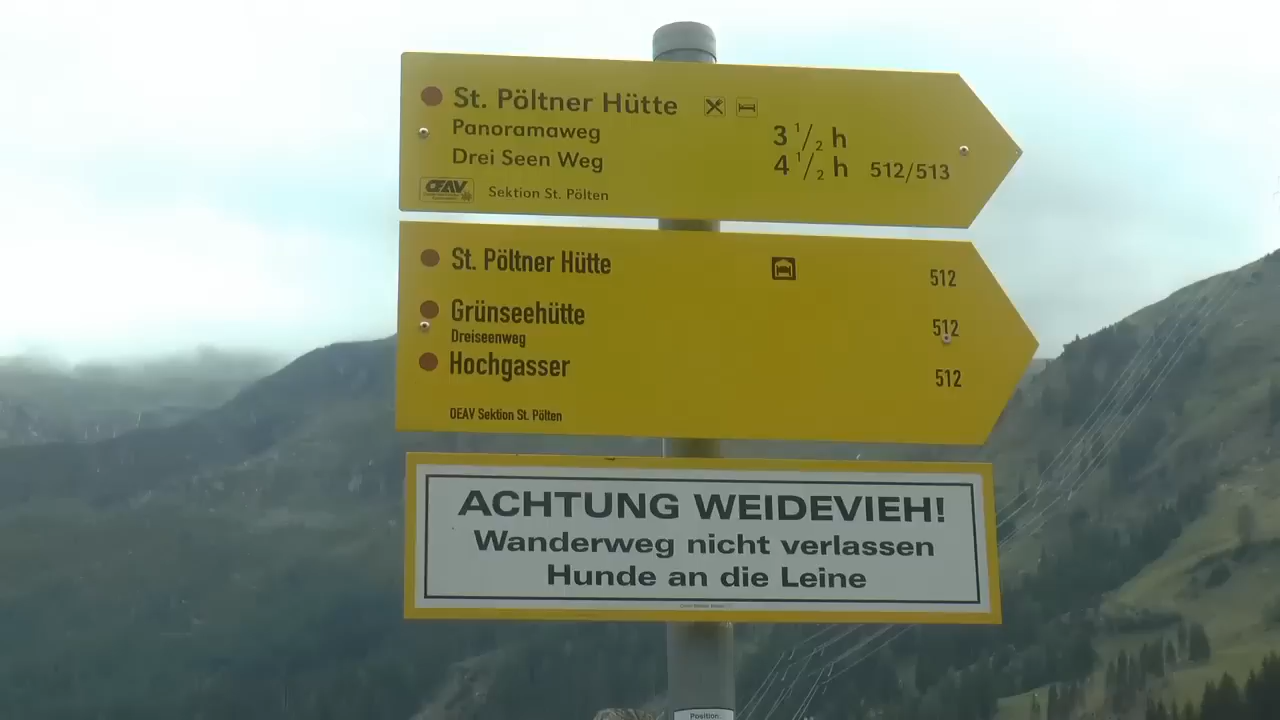 St. Pöltner Hütte
Panoramaweg 3 1/2 h
Drei Seen Weg 4 1/2 h 512/513
OEAV Sektion St. Pölten
St. Pöltner Hütte 512
Grünseehütte 512
Dreiseenweg
Hochgasser 512
OEAV Sektion St. Pölten
ACHTUNG WEIDEVIEH!
Wanderweg nicht verlassen
Hunde an die Leine
Position: